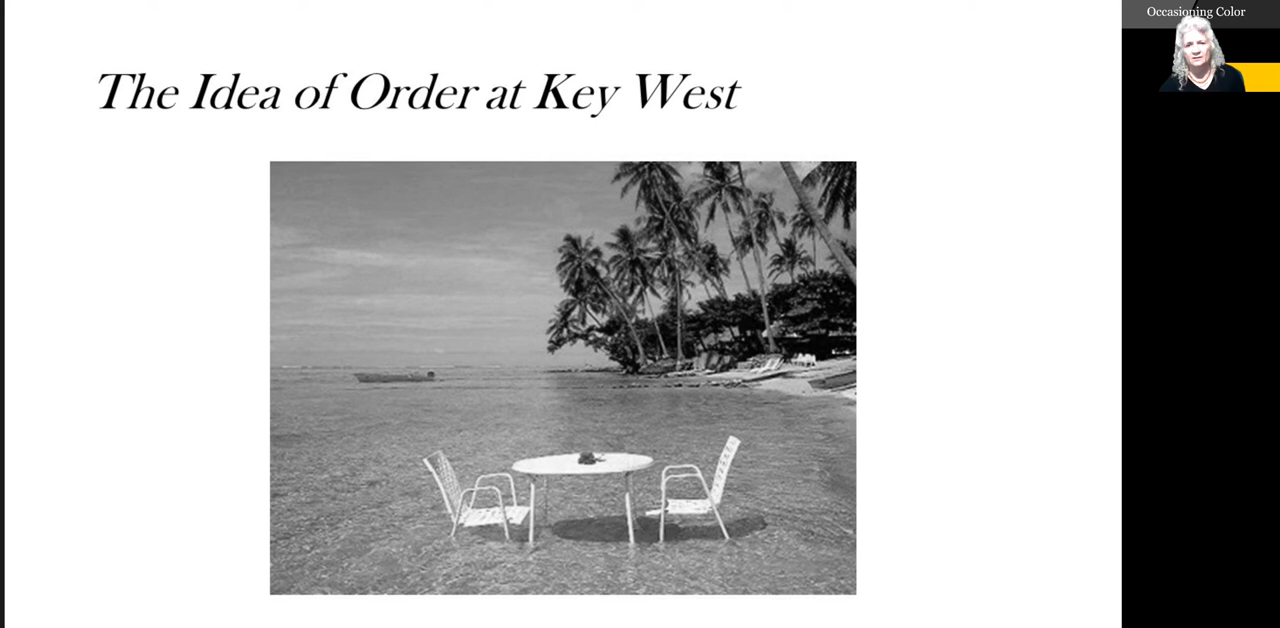 The Idea of Order at Key West
Occasioning Color